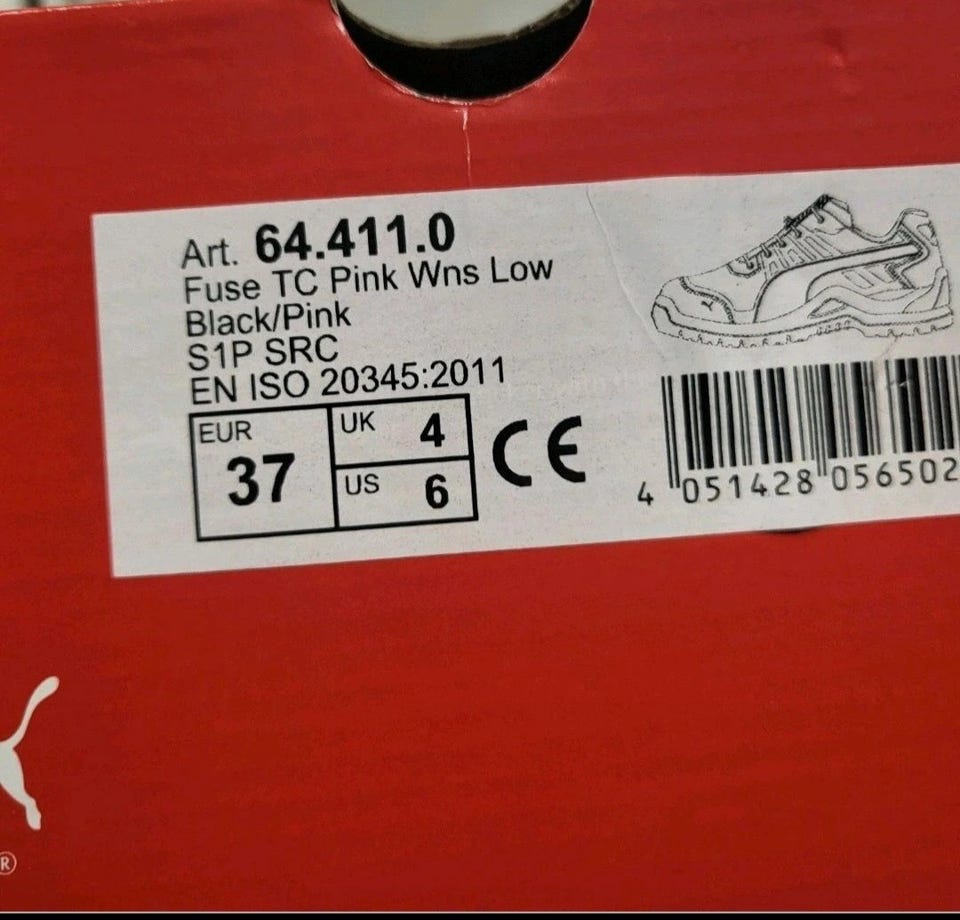 Art. 64.411.0
Fuse TC Pink Wns Low
Black/Pink
S1P SRC
EN ISO 20345:2011
EUR
37
UK 4
US 6
CE
4 051428 056502
®